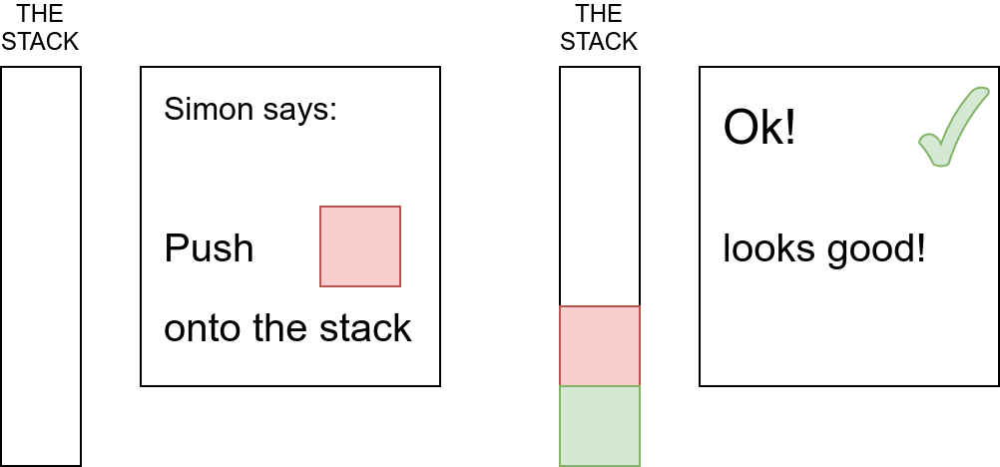 THE
STACK
Simon says:
Push
onto the stack
THE
STACK
Ok!
looks good!